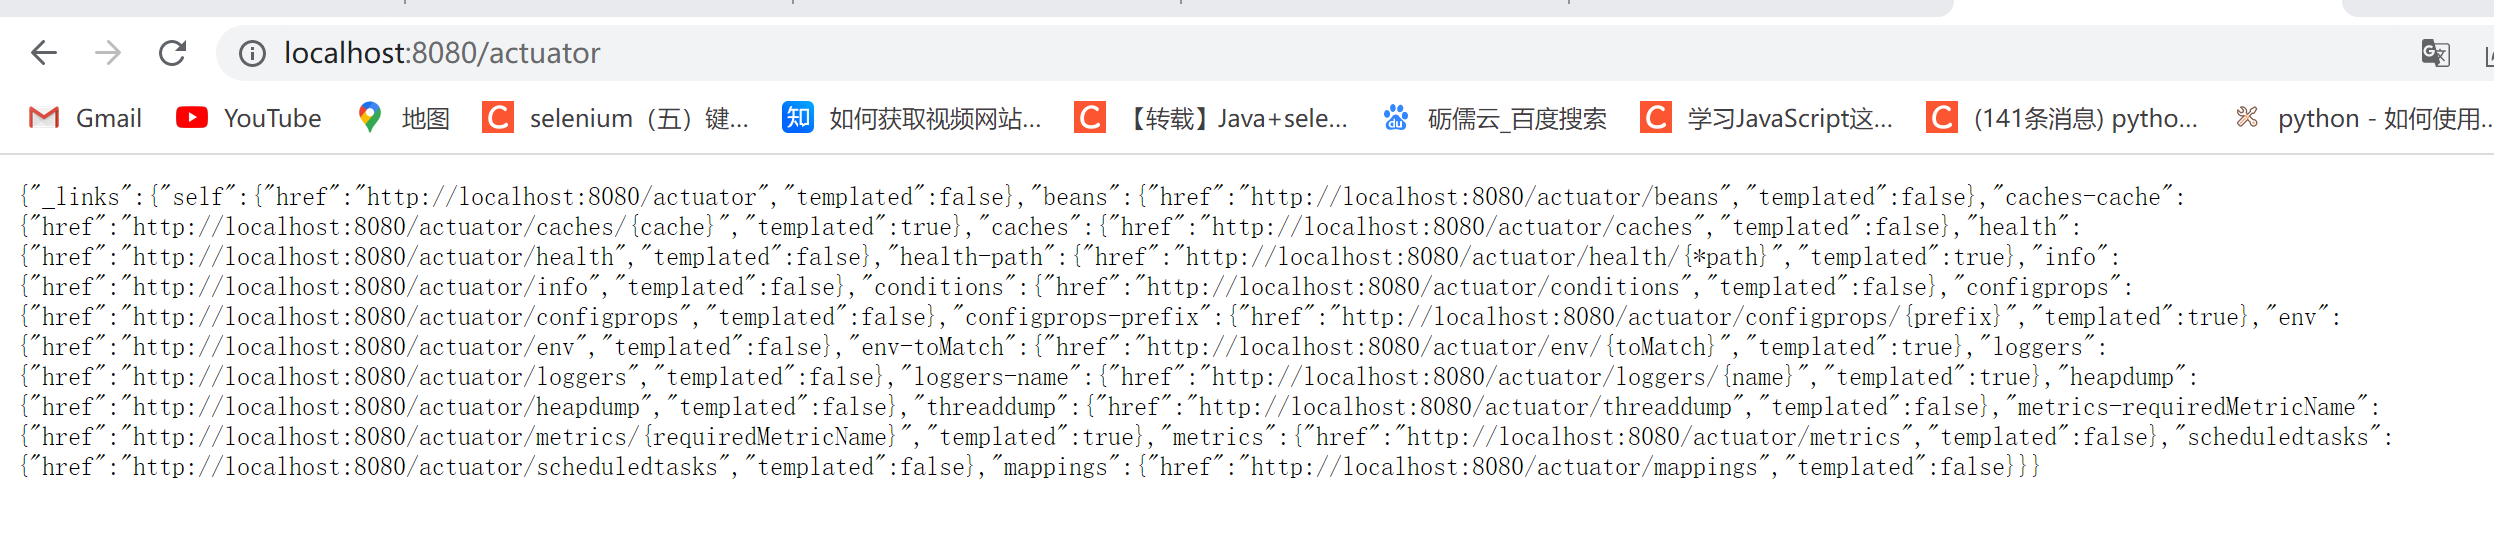 localhost:8080/actuator
Gmail YouTube 地图 selenium（五）键... 如何获取视频网站... 【转载】Java+sele... 砺儒云_百度搜索 学习JavaScript这... (141条消息) pytho... python - 如何使用...
{"_links":{"self":{"href":"http://localhost:8080/actuator","templated":false},"beans":{"href":"http://localhost:8080/actuator/beans","templated":false},"caches-cache":
{"href":"http://localhost:8080/actuator/caches/{cache}","templated":true},"caches":{"href":"http://localhost:8080/actuator/caches","templated":false},"health":
{"href":"http://localhost:8080/actuator/health","templated":false},"health-path":{"href":"http://localhost:8080/actuator/health/{*path}","templated":true},"info":
{"href":"http://localhost:8080/actuator/info","templated":false},"conditions":{"href":"http://localhost:8080/actuator/conditions","templated":false},"configprops":
{"href":"http://localhost:8080/actuator/configprops","templated":false},"configprops-prefix":{"href":"http://localhost:8080/actuator/configprops/{prefix}","templated":true},"env":
{"href":"http://localhost:8080/actuator/env","templated":false},"env-toMatch":{"href":"http://localhost:8080/actuator/env/{toMatch}","templated":true},"loggers":
{"href":"http://localhost:8080/actuator/loggers","templated":false},"loggers-name":{"href":"http://localhost:8080/actuator/loggers/{name}","templated":true},"heapdump":
{"href":"http://localhost:8080/actuator/heapdump","templated":false},"threaddump":{"href":"http://localhost:8080/actuator/threaddump","templated":false},"metrics-requiredMetricName":
{"href":"http://localhost:8080/actuator/metrics/{requiredMetricName}","templated":true},"metrics":{"href":"http://localhost:8080/actuator/metrics","templated":false},"scheduledtasks":
{"href":"http://localhost:8080/actuator/scheduledtasks","templated":false},"mappings":{"href":"http://localhost:8080/actuator/mappings","templated":false}}}